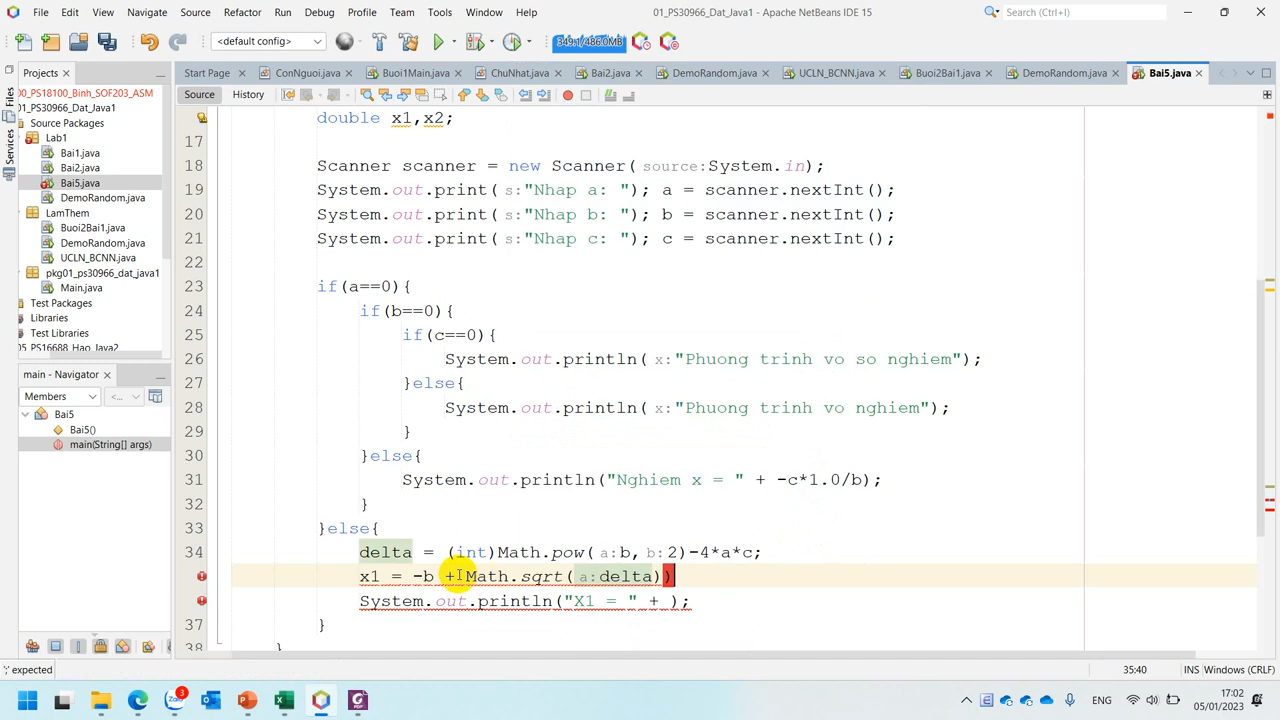 File Edit View Navigate Source Refactor Run Debug Profile Team Tools Window Help
01_PS30966_Dat_Java1 - Apache NetBeans IDE 15
Search (Ctrl+I)
<default config>
349.1/486.0MB
Projects
Start Page
ConNguoi.java
Buoi1Main.java
ChuNhat.java
Bai2.java
DemoRandom.java
UCLN_BCNN.java
Buoi2Bai1.java
DemoRandom.java
Bai5.java
Files
Services
00_PS18100_Binh_SOF203_ASM
01_PS30966_Dat_Java1
Source Packages
Lab1
Bai1.java
Bai2.java
Bai5.java
DemoRandom.java
LamThem
Buoi2Bai1.java
DemoRandom.java
UCLN_BCNN.java
pkg01_ps30966_dat_java1
Main.java
Test Packages
Libraries
Test Libraries
05_PS16688_Hao_Java2
main - Navigator
Members
<...
Bai5
Bai5()
main(String[] args)
Source History
double x1,x2;
17
18 Scanner scanner = new Scanner( source:System.in);
19 System.out.print( s:"Nhap a: "); a = scanner.nextInt();
20 System.out.print( s:"Nhap b: "); b = scanner.nextInt();
21 System.out.print( s:"Nhap c: "); c = scanner.nextInt();
22
23 if(a==0){
24 if(b==0){
25 if(c==0){
26 System.out.println( x:"Phuong trinh vo so nghiem");
27 }else{
28 System.out.println( x:"Phuong trinh vo nghiem");
29 }
30 }else{
31 System.out.println("Nghiem x = " + -c*1.0/b);
32 }
33 }else{
34 delta = (int)Math.pow( a:b, b:2)-4*a*c;
x1 = -b +Math.sqrt( a:delta))
System.out.println("X1 = " + );
37 }
38 }
';' expected
35:40
INS
Windows (CRLF)
3
ENG
17:02
05/01/2023